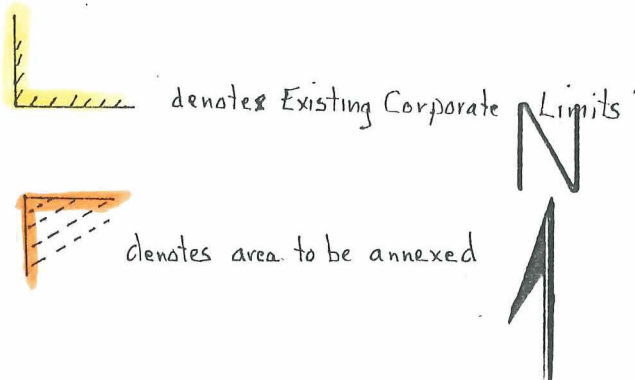 denotes Existing Corporate Limits
N
denotes area to be annexed